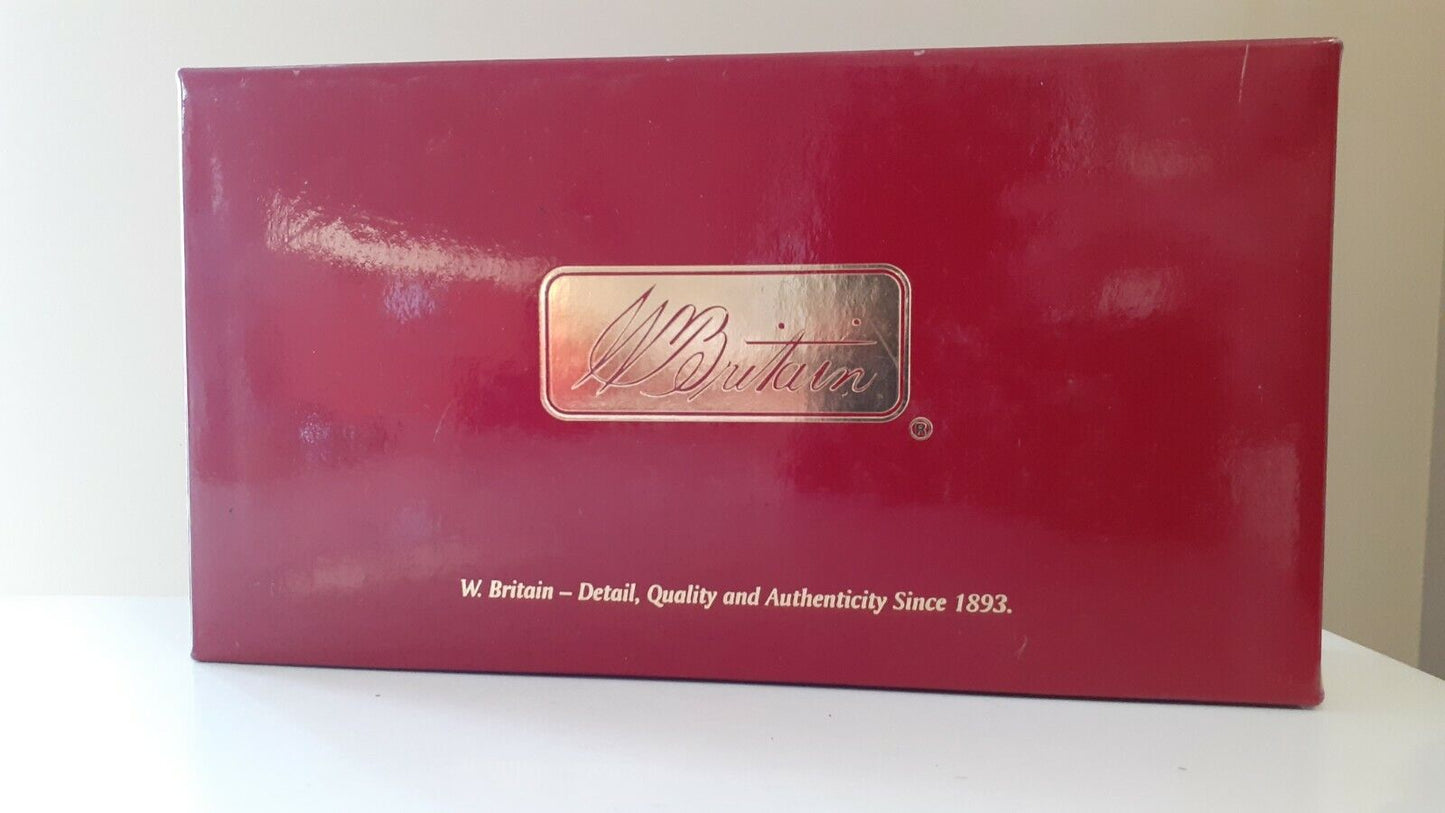 W Britain
®
W. Britain – Detail, Quality and Authenticity Since 1893.